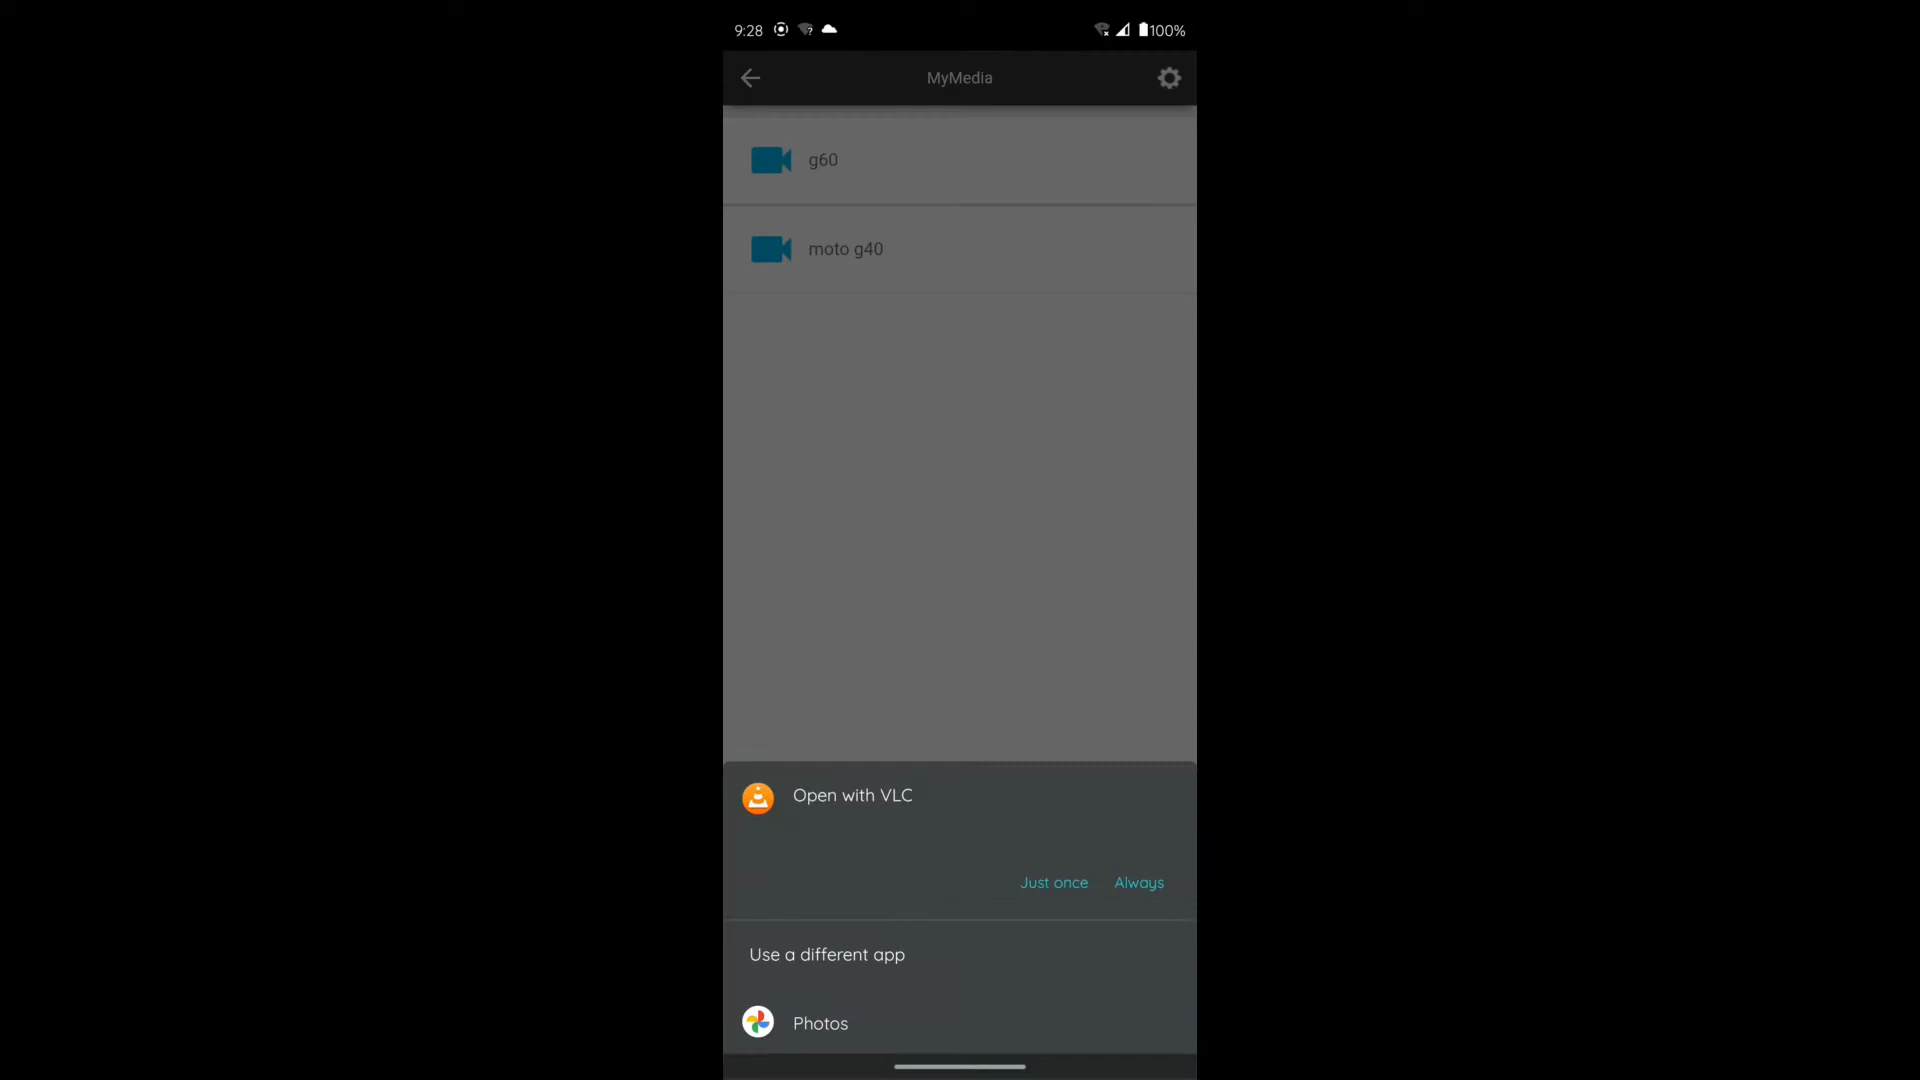 9:28
100%
MyMedia
g60
moto g40
Open with VLC
Just once
Always
Use a different app
Photos